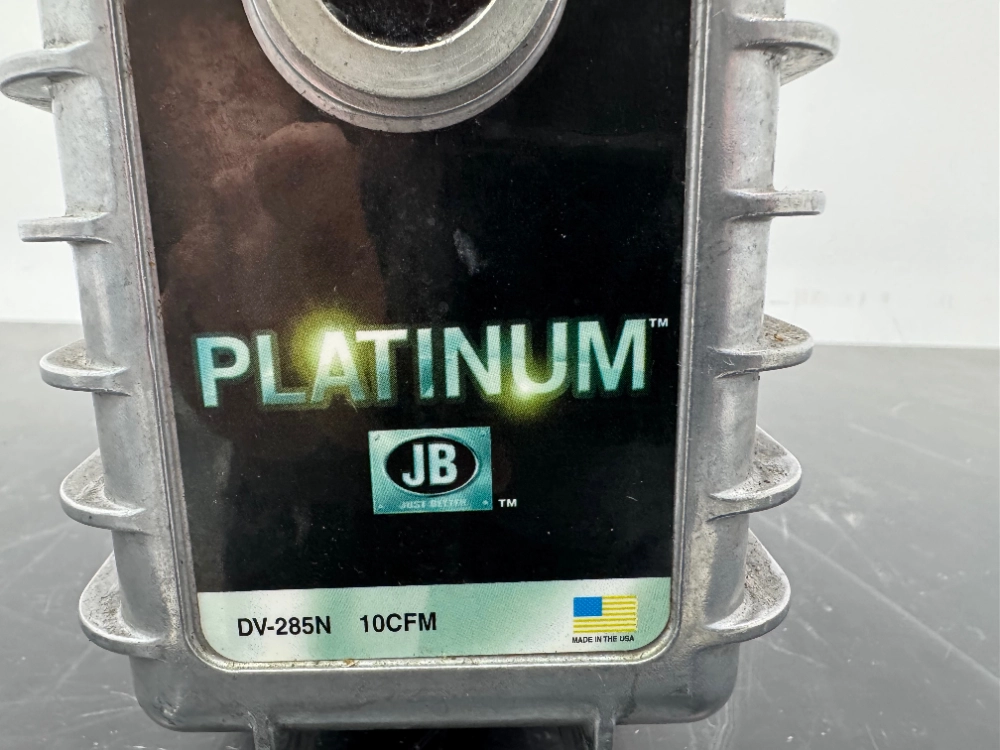 PLATINUM™
JB
JUST BETTER
™
DV-285N 10CFM
MADE IN THE USA